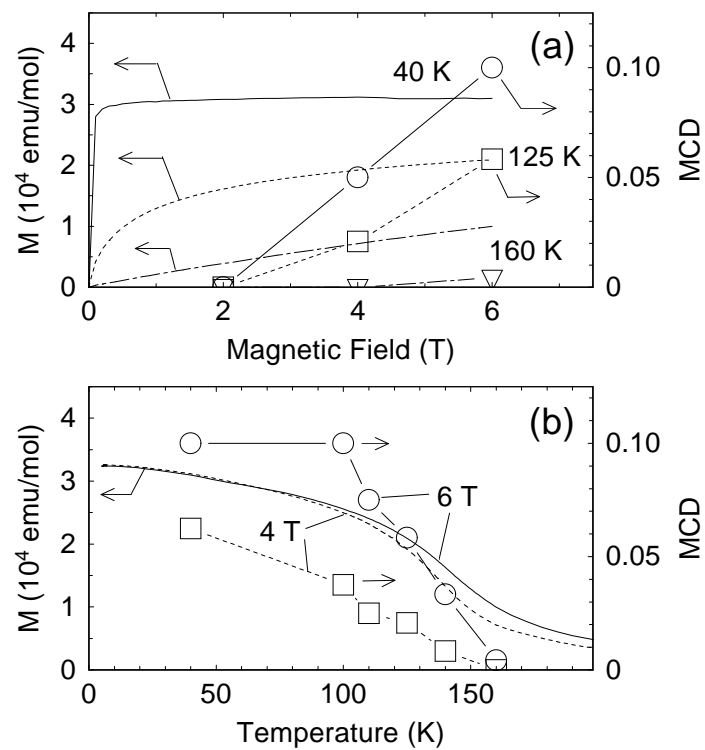 (a)
4
3
2
1
0
M (10⁴ emu/mol)
40 K
125 K
160 K
0.10
0.05
0
MCD
0
2
4
6
Magnetic Field (T)
(b)
4
3
2
1
0
M (10⁴ emu/mol)
6 T
4 T
0.10
0.05
0
MCD
0
50
100
150
Temperature (K)